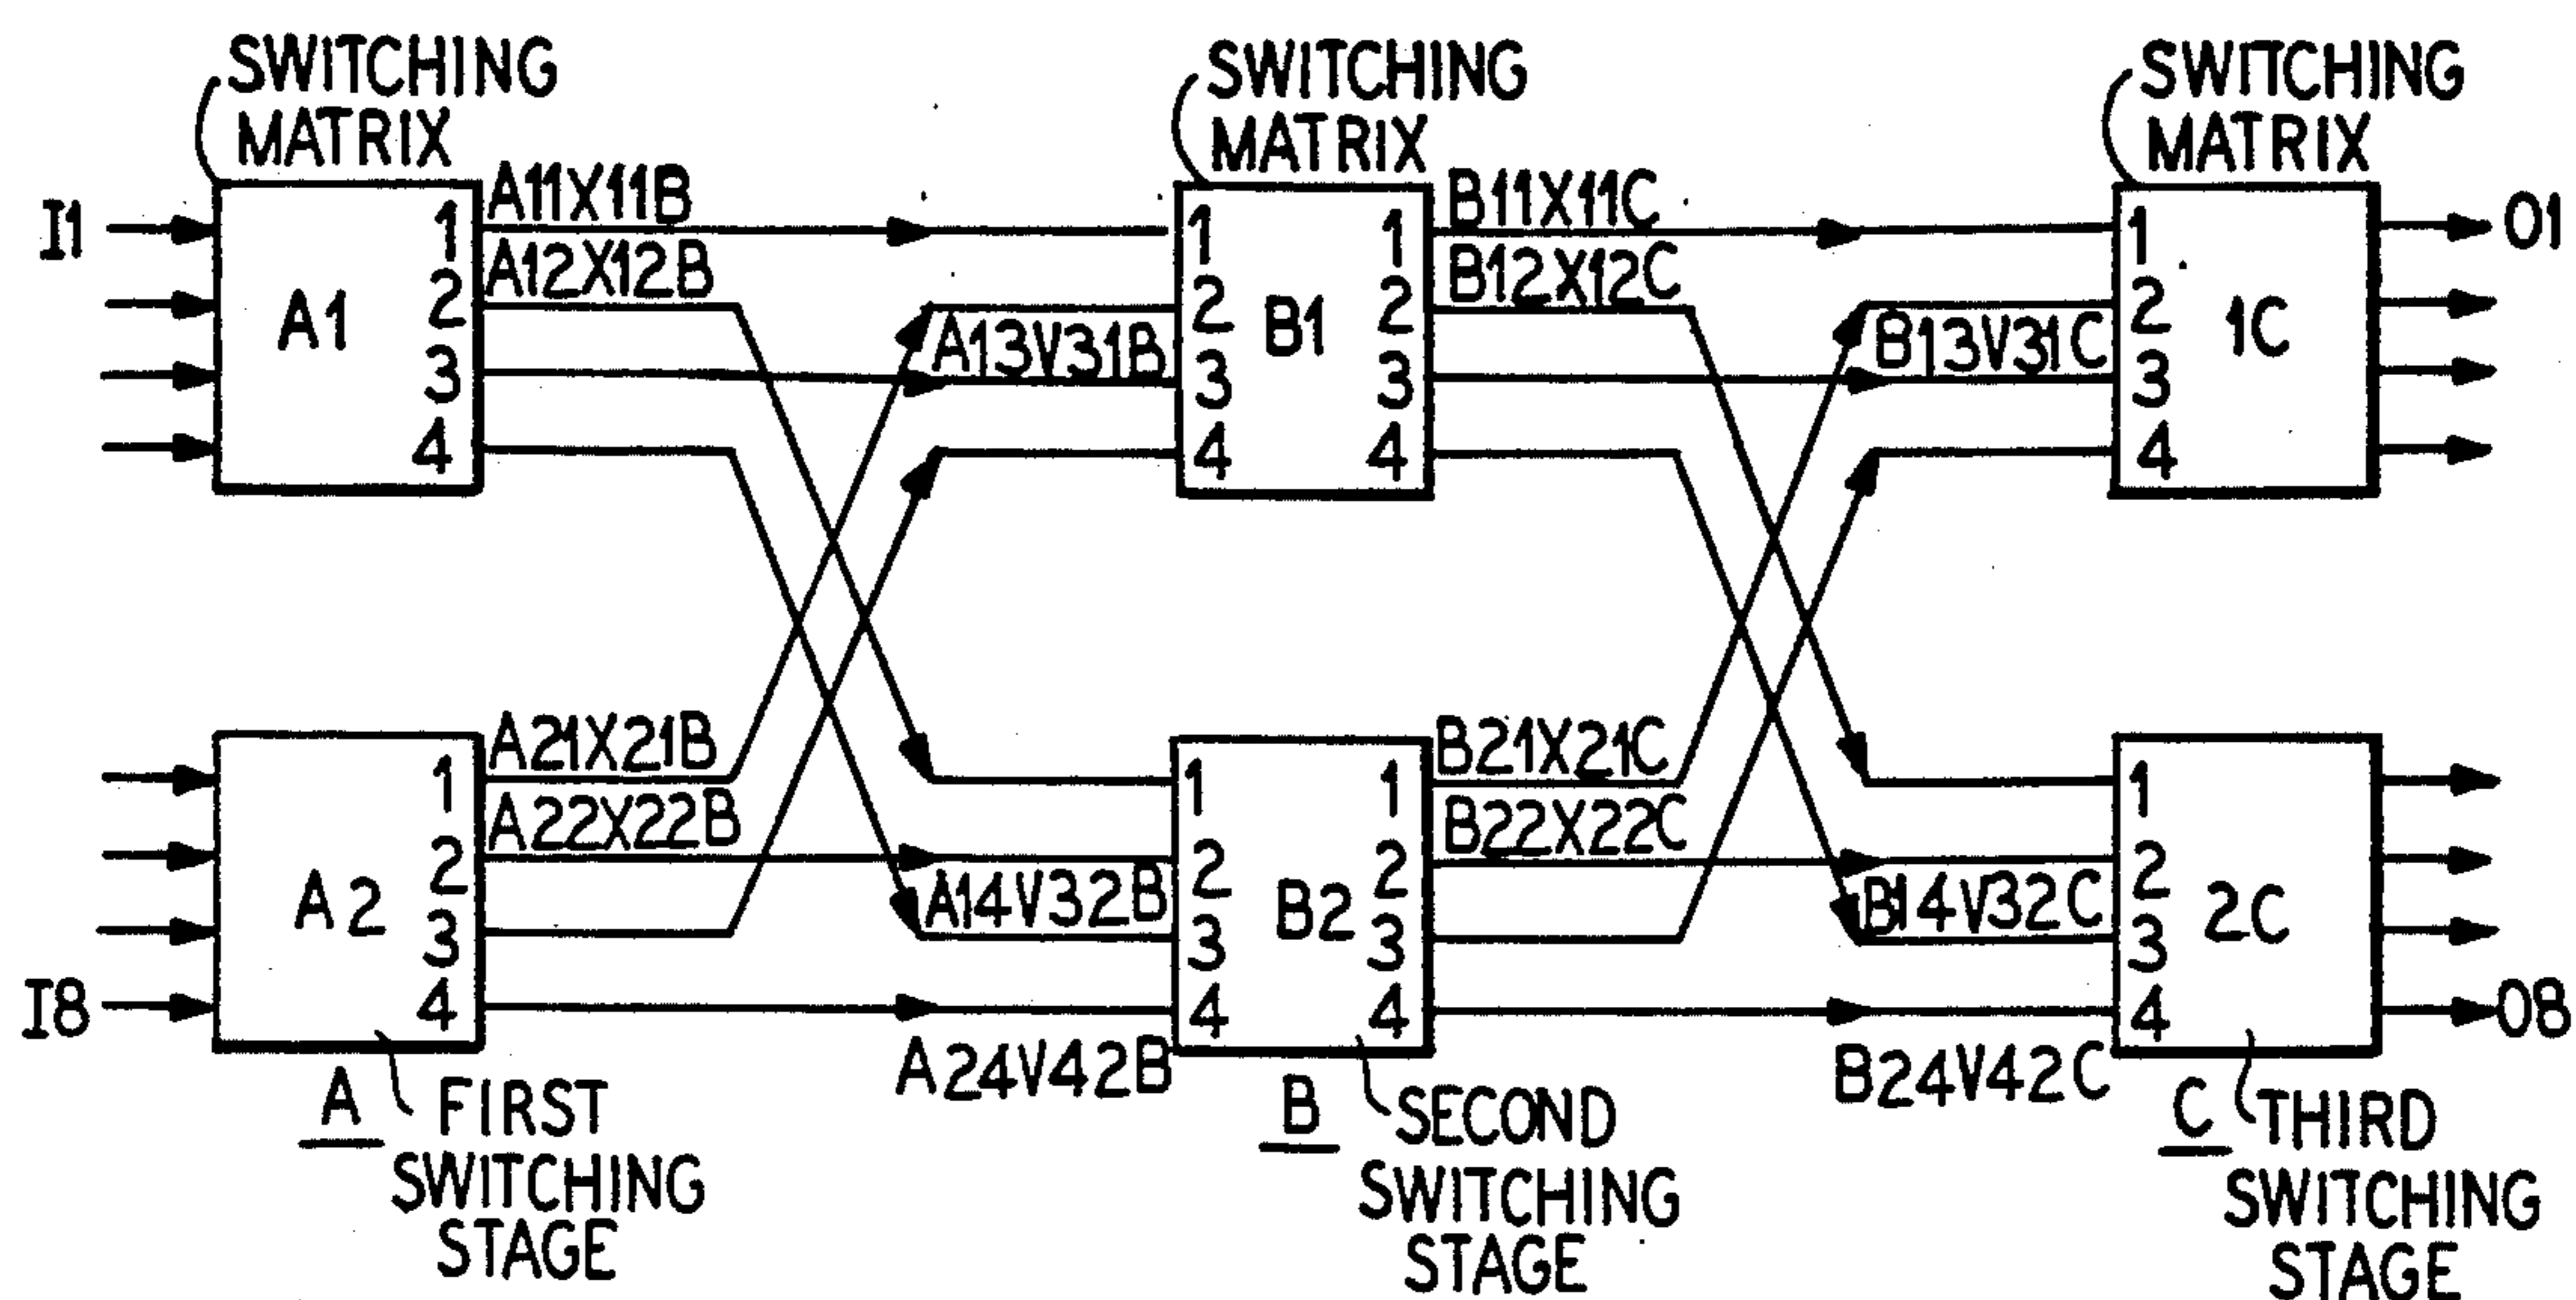 SWITCHING
MATRIX
SWITCHING
MATRIX
SWITCHING
MATRIX
I1
A1
1
2
3
4
A11X11B
A12X12B
A13V31B
1
2
3
4
B1
1
2
3
4
B11X11C
B12X12C
B13V31C
1
2
3
4
1C
O1
I8
A2
1
2
3
4
A21X21B
A22X22B
A14V32B
A24V42B
1
2
3
4
B2
1
2
3
4
B21X21C
B22X22C
B14V32C
B24V42C
1
2
3
4
2C
O8
A
FIRST
SWITCHING
STAGE
B
SECOND
SWITCHING
STAGE
C
THIRD
SWITCHING
STAGE